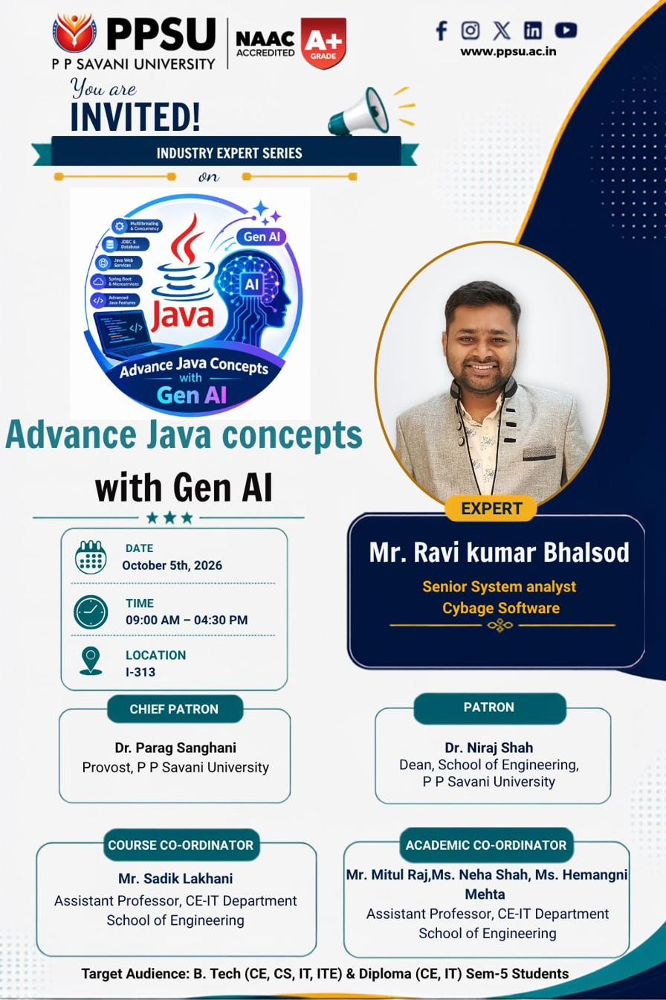 PPSU
P P SAVANI UNIVERSITY
NAAC
ACCREDITED
A+
GRADE
www.ppsu.ac.in
You are
INVITED!
INDUSTRY EXPERT SERIES
on
Multithreading
& Concurrency
JDBC &
Database
Java Web
Services
Spring Boot
& Microservices
Advanced
Java Features
</>
</>
Java
Gen AI
AI
Advance Java Concepts
with
Gen AI
Advance Java concepts
with Gen AI
DATE
October 5th, 2026
TIME
09:00 AM – 04:30 PM
LOCATION
I-313
EXPERT
Mr. Ravi kumar Bhalsod
Senior System analyst
Cybage Software
CHIEF PATRON
Dr. Parag Sanghani
Provost, P P Savani University
PATRON
Dr. Niraj Shah
Dean, School of Engineering,
P P Savani University
COURSE CO-ORDINATOR
Mr. Sadik Lakhani
Assistant Professor, CE-IT Department
School of Engineering
ACADEMIC CO-ORDINATOR
Mr. Mitul Raj,Ms. Neha Shah, Ms. Hemangni
Mehta
Assistant Professor, CE-IT Department
School of Engineering
Target Audience: B. Tech (CE, CS, IT, ITE) & Diploma (CE, IT) Sem-5 Students